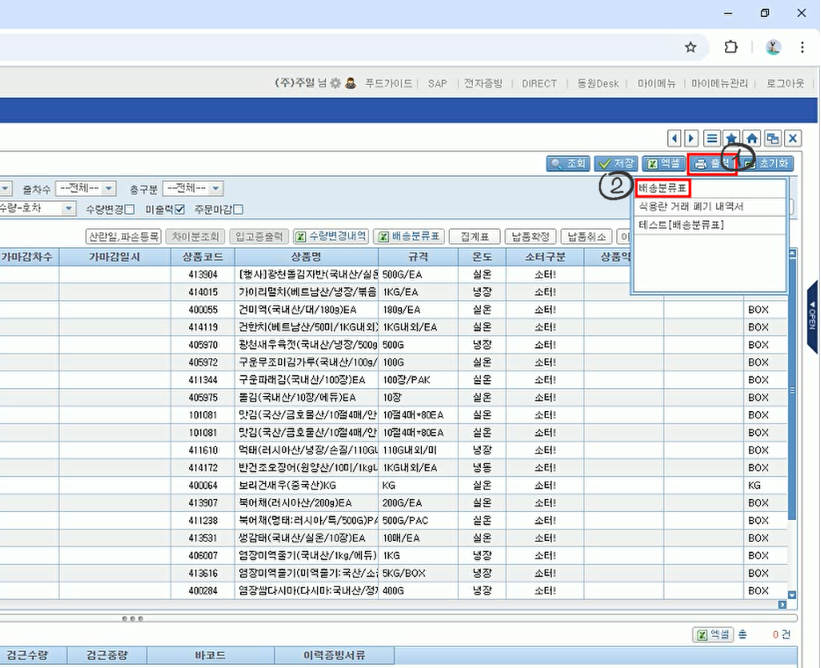 (주)주일 님 푸드가이드 SAP 전자증빙 DIRECT 동원Desk 마이메뉴 마이메뉴관리 로그아웃
조회 저장 엑셀 초기화
①
②
배송분류표
식용란 거래 폐기 내역서
테스트[배송분류표]
출차수 --전체-- 총구분 --전체--
수량-호차 수량변경 미출력 주문마감
산란일,파손등록 차이분조회 입고증출력 수량변경내역 배송분류표 집계표 납품확정 납품취소
가마감차수 가마감일시 상품코드 상품명 규격 온도 소터구분
413904 [행사]광천돌김자반(국내산/실온 500G/EA 실온 소터!
414015 가이리멸치(베트남산/냉장/볶음 1KG/EA 냉장 소터!
400055 건미역(국내산/대/180g)EA 180g/EA 실온 소터! BOX
414119 건한치(베트남산/50미/1KG내외) 1KG내외/EA 냉장 소터! BOX
405970 황천새우육젓(국내산/냉장/500g 500G 냉장 소터! BOX
405972 구운무조미김가루(국내산/100g/ 100G 실온 소터! BOX
411344 구운파래김(국내산/100장)EA 100장/PAK 실온 소터! BOX
405975 돌김(국내산/10장/에듀)EA 10장 실온 소터! BOX
101081 맛김(국산/금호물산/10절4매/안 10절4매*80EA 실온 소터! BOX
101081 맛김(국산/금호물산/10절4매/안 10절4매*80EA 실온 소터! BOX
411610 먹태(러시아산/냉장/손질/110G 110G내외/미 냉장 소터! BOX
414172 반건조오징어(원양산/10미/1kg 1KG내외/EA 냉동 소터! BOX
400064 보리건새우(중국산)KG KG 실온 소터! KG
413907 북어채(러시아산/200g)EA 200G/EA 실온 소터! BOX
411238 북어채(명태:러시아/특/500G)PA 500G/PAC 실온 소터! BOX
413531 생감태(국내산/실온/10장)EA 10매/EA 실온 소터! BOX
406007 염장미역줄기(국내산/1kg/에듀) 1KG 냉장 소터! BOX
413616 염장미역줄기(미역줄기:국산/소 5KG/BOX 냉장 소터! BOX
400284 염장쌈다시마(다시마:국내산/정 400G 냉장 소터! BOX
OPEN
엑셀 총 0 건
검근수량 검근중량 바코드 이력증빙서류